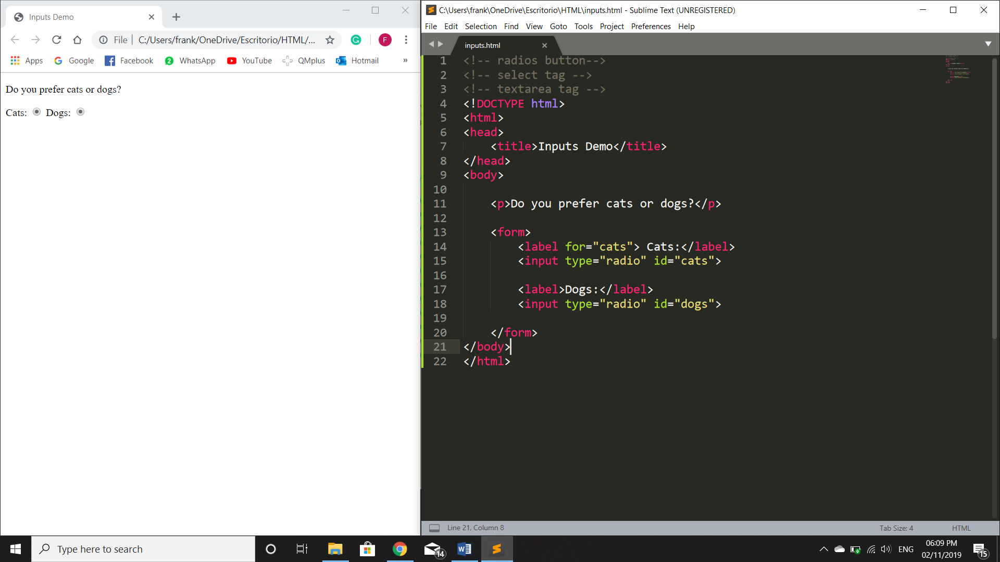 Inputs Demo
File C:/Users/frank/OneDrive/Escritorio/HTML/...
F
Apps Google Facebook 2 WhatsApp YouTube QMplus Hotmail »
Do you prefer cats or dogs?
Cats: Dogs:
C:\Users\frank\OneDrive\Escritorio\HTML\inputs.html - Sublime Text (UNREGISTERED)
File Edit Selection Find View Goto Tools Project Preferences Help
inputs.html
1 <!-- radios button-->
2 <!-- select tag -->
3 <!-- textarea tag -->
4 <!DOCTYPE html>
5 <html>
6 <head>
7 <title>Inputs Demo</title>
8 </head>
9 <body>
10
11 <p>Do you prefer cats or dogs?</p>
12
13 <form>
14 <label for="cats"> Cats:</label>
15 <input type="radio" id="cats">
16
17 <label>Dogs:</label>
18 <input type="radio" id="dogs">
19
20 </form>
21 </body>
22 </html>
Line 21, Column 8 Tab Size: 4 HTML
Type here to search
14
ENG
06:09 PM
02/11/2019
15